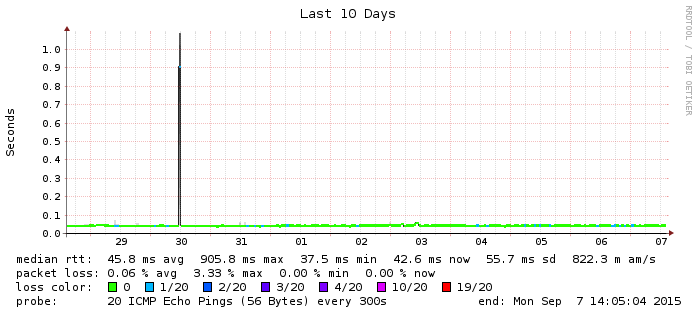 Last 10 Days
RRDTOOL / TOBI OETIKER
Seconds
1.0
0.9
0.8
0.7
0.6
0.5
0.4
0.3
0.2
0.1
0.0
29 30 31 01 02 03 04 05 06 07
median rtt: 45.8 ms avg 905.8 ms max 37.5 ms min 42.6 ms now 55.7 ms sd 822.3 m am/s
packet loss: 0.06 % avg 3.33 % max 0.00 % min 0.00 % now
loss color: 0 1/20 2/20 3/20 4/20 10/20 19/20
probe: 20 ICMP Echo Pings (56 Bytes) every 300s end: Mon Sep 7 14:05:04 2015